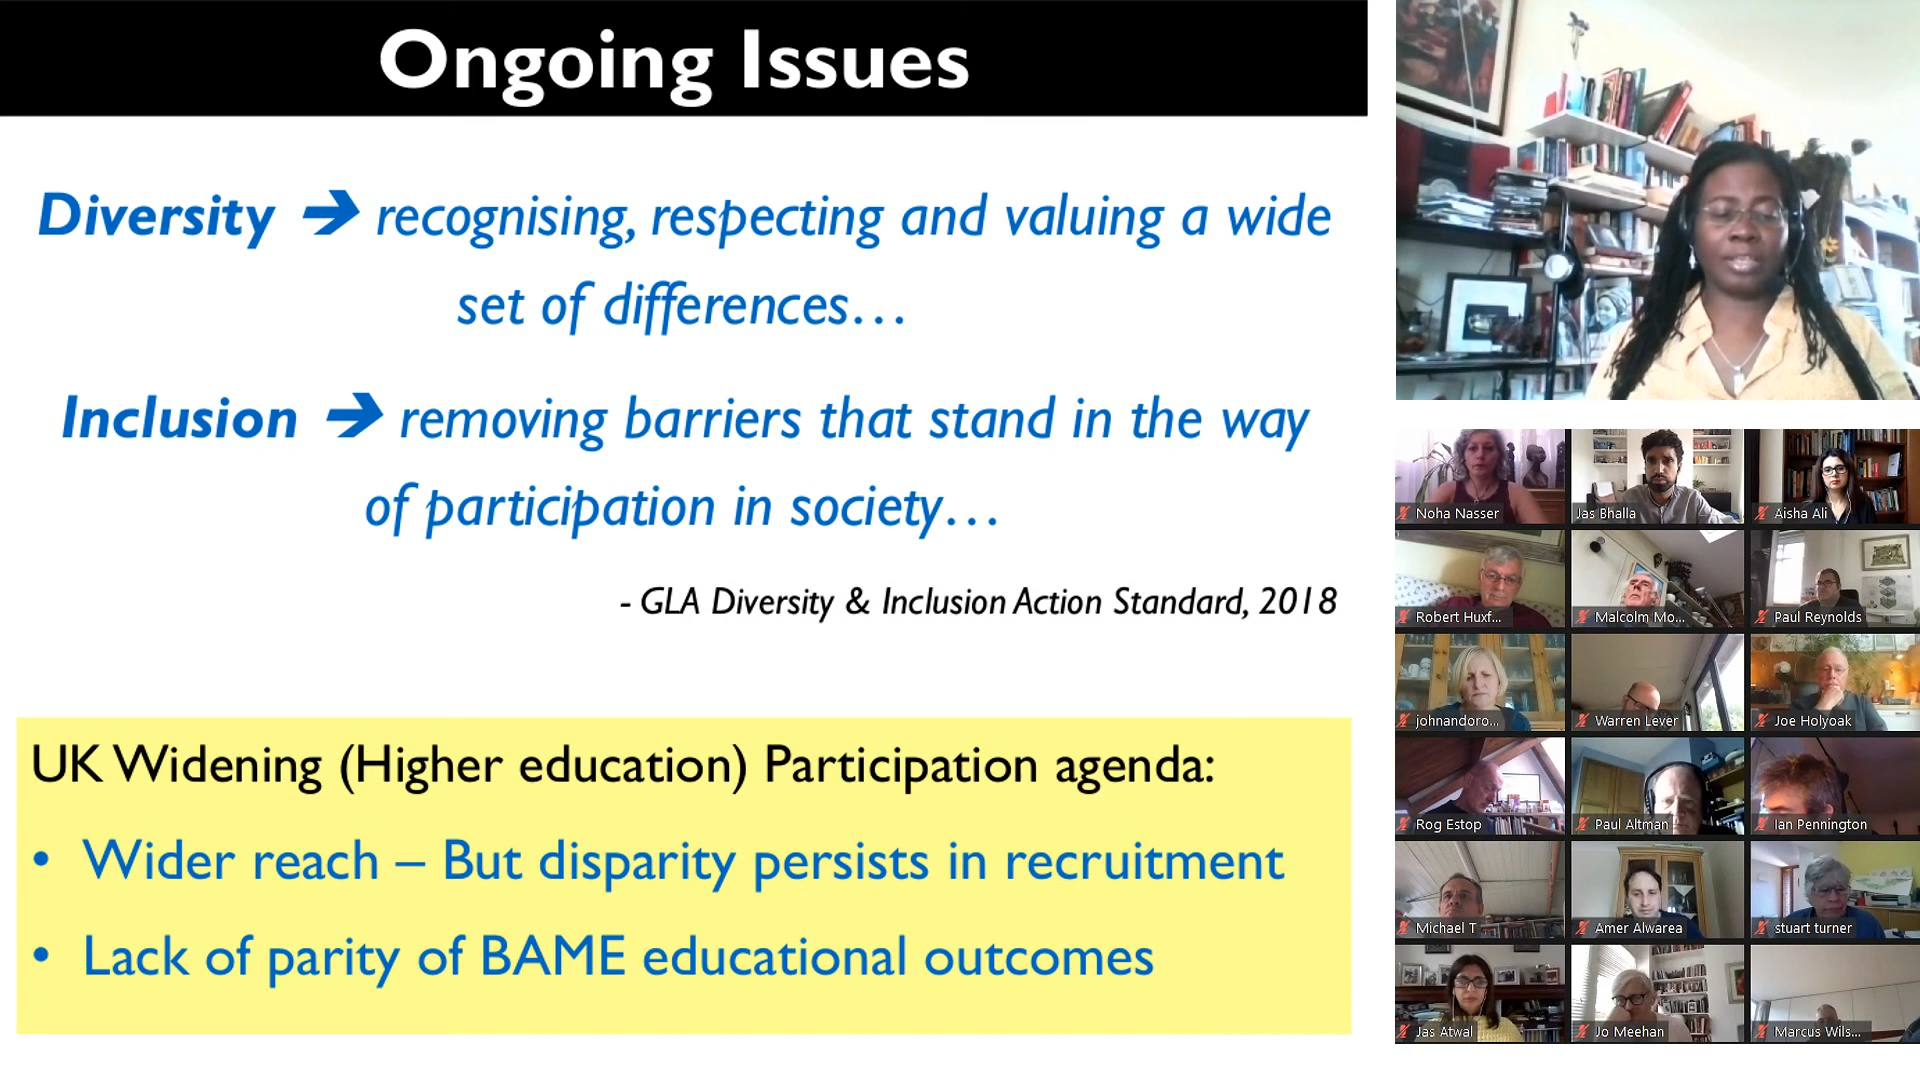 Ongoing Issues
Diversity → recognising, respecting and valuing a wide
set of differences…
Inclusion → removing barriers that stand in the way
of participation in society…
- GLA Diversity & Inclusion Action Standard, 2018
UK Widening (Higher education) Participation agenda:
• Wider reach – But disparity persists in recruitment
• Lack of parity of BAME educational outcomes
Noha Nasser
Jas Bhalla
Aisha Ali
Robert Huxf...
Malcolm Mo...
Paul Reynolds
johnandoro...
Warren Lever
Joe Holyoak
Rog Estop
Paul Altman
Ian Pennington
Michael T
Amer Alwarea
stuart turner
Jas Atwal
Jo Meehan
Marcus Wils...